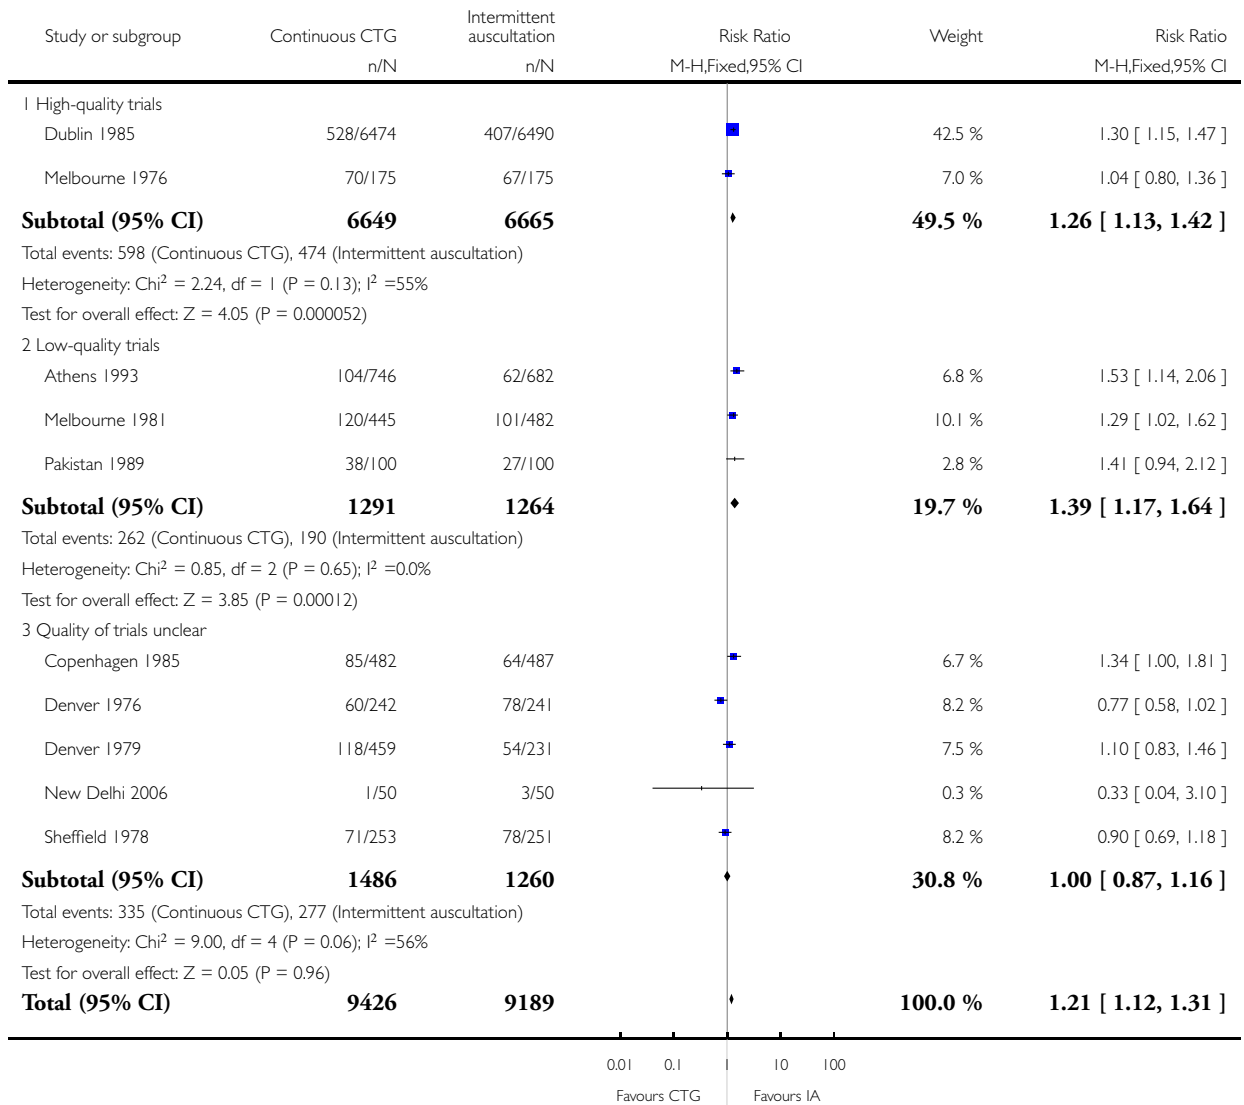 Study or subgroup Continuous CTG Intermittent auscultation Risk Ratio Weight Risk Ratio
n/N n/N M-H,Fixed,95% CI M-H,Fixed,95% CI
1 High-quality trials
Dublin 1985 528/6474 407/6490 42.5 % 1.30 [ 1.15, 1.47 ]
Melbourne 1976 70/175 67/175 7.0 % 1.04 [ 0.80, 1.36 ]
Subtotal (95% CI) 6649 6665 49.5 % 1.26 [ 1.13, 1.42 ]
Total events: 598 (Continuous CTG), 474 (Intermittent auscultation)
Heterogeneity: Chi² = 2.24, df = 1 (P = 0.13); I² =55%
Test for overall effect: Z = 4.05 (P = 0.000052)
2 Low-quality trials
Athens 1993 104/746 62/682 6.8 % 1.53 [ 1.14, 2.06 ]
Melbourne 1981 120/445 101/482 10.1 % 1.29 [ 1.02, 1.62 ]
Pakistan 1989 38/100 27/100 2.8 % 1.41 [ 0.94, 2.12 ]
Subtotal (95% CI) 1291 1264 19.7 % 1.39 [ 1.17, 1.64 ]
Total events: 262 (Continuous CTG), 190 (Intermittent auscultation)
Heterogeneity: Chi² = 0.85, df = 2 (P = 0.65); I² =0.0%
Test for overall effect: Z = 3.85 (P = 0.00012)
3 Quality of trials unclear
Copenhagen 1985 85/482 64/487 6.7 % 1.34 [ 1.00, 1.81 ]
Denver 1976 60/242 78/241 8.2 % 0.77 [ 0.58, 1.02 ]
Denver 1979 118/459 54/231 7.5 % 1.10 [ 0.83, 1.46 ]
New Delhi 2006 1/50 3/50 0.3 % 0.33 [ 0.04, 3.10 ]
Sheffield 1978 71/253 78/251 8.2 % 0.90 [ 0.69, 1.18 ]
Subtotal (95% CI) 1486 1260 30.8 % 1.00 [ 0.87, 1.16 ]
Total events: 335 (Continuous CTG), 277 (Intermittent auscultation)
Heterogeneity: Chi² = 9.00, df = 4 (P = 0.06); I² =56%
Test for overall effect: Z = 0.05 (P = 0.96)
Total (95% CI) 9426 9189 100.0 % 1.21 [ 1.12, 1.31 ]
0.01 0.1 1 10 100
Favours CTG Favours IA